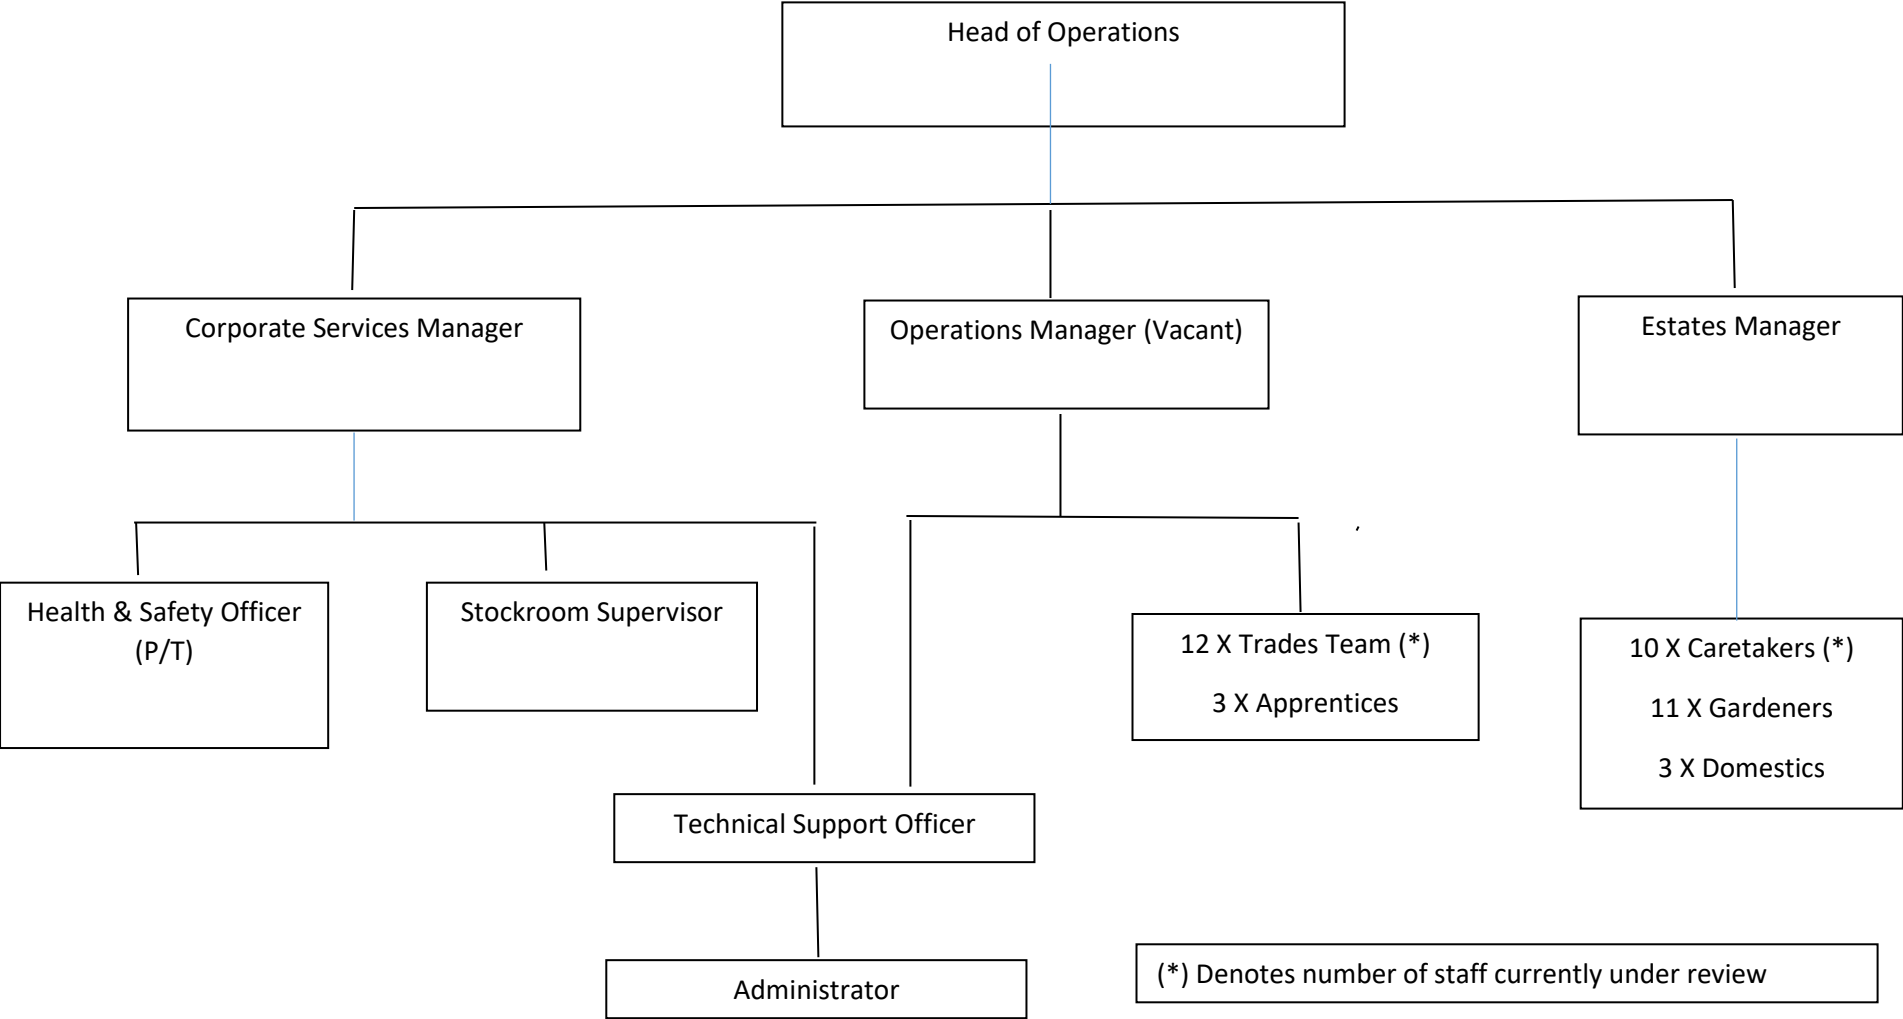 Head of Operations
Corporate Services Manager
Operations Manager (Vacant)
Estates Manager
Health & Safety Officer
(P/T)
Stockroom Supervisor
12 X Trades Team (*)
3 X Apprentices
10 X Caretakers (*)
11 X Gardeners
3 X Domestics
Technical Support Officer
Administrator
(*) Denotes number of staff currently under review